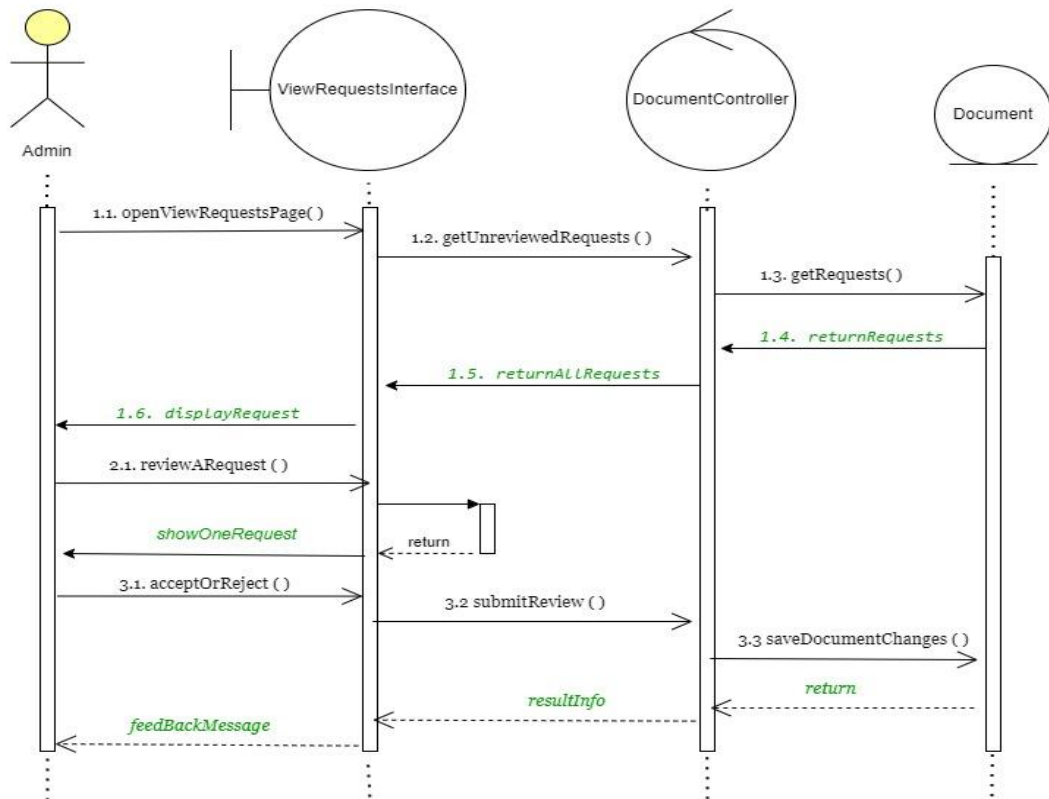 ViewRequestsInterface
DocumentController
Document
Admin
1.1. openViewRequestsPage( )
1.2. getUnreviewedRequests ( )
1.3. getRequests()
1.4. returnRequests
1.5. returnAllRequests
1.6. displayRequest
2.1. reviewARequest ( )
showOneRequest
return
3.1. acceptOrReject ( )
3.2 submitReview ( )
3.3 saveDocumentChanges ( )
return
resultInfo
feedBackMessage